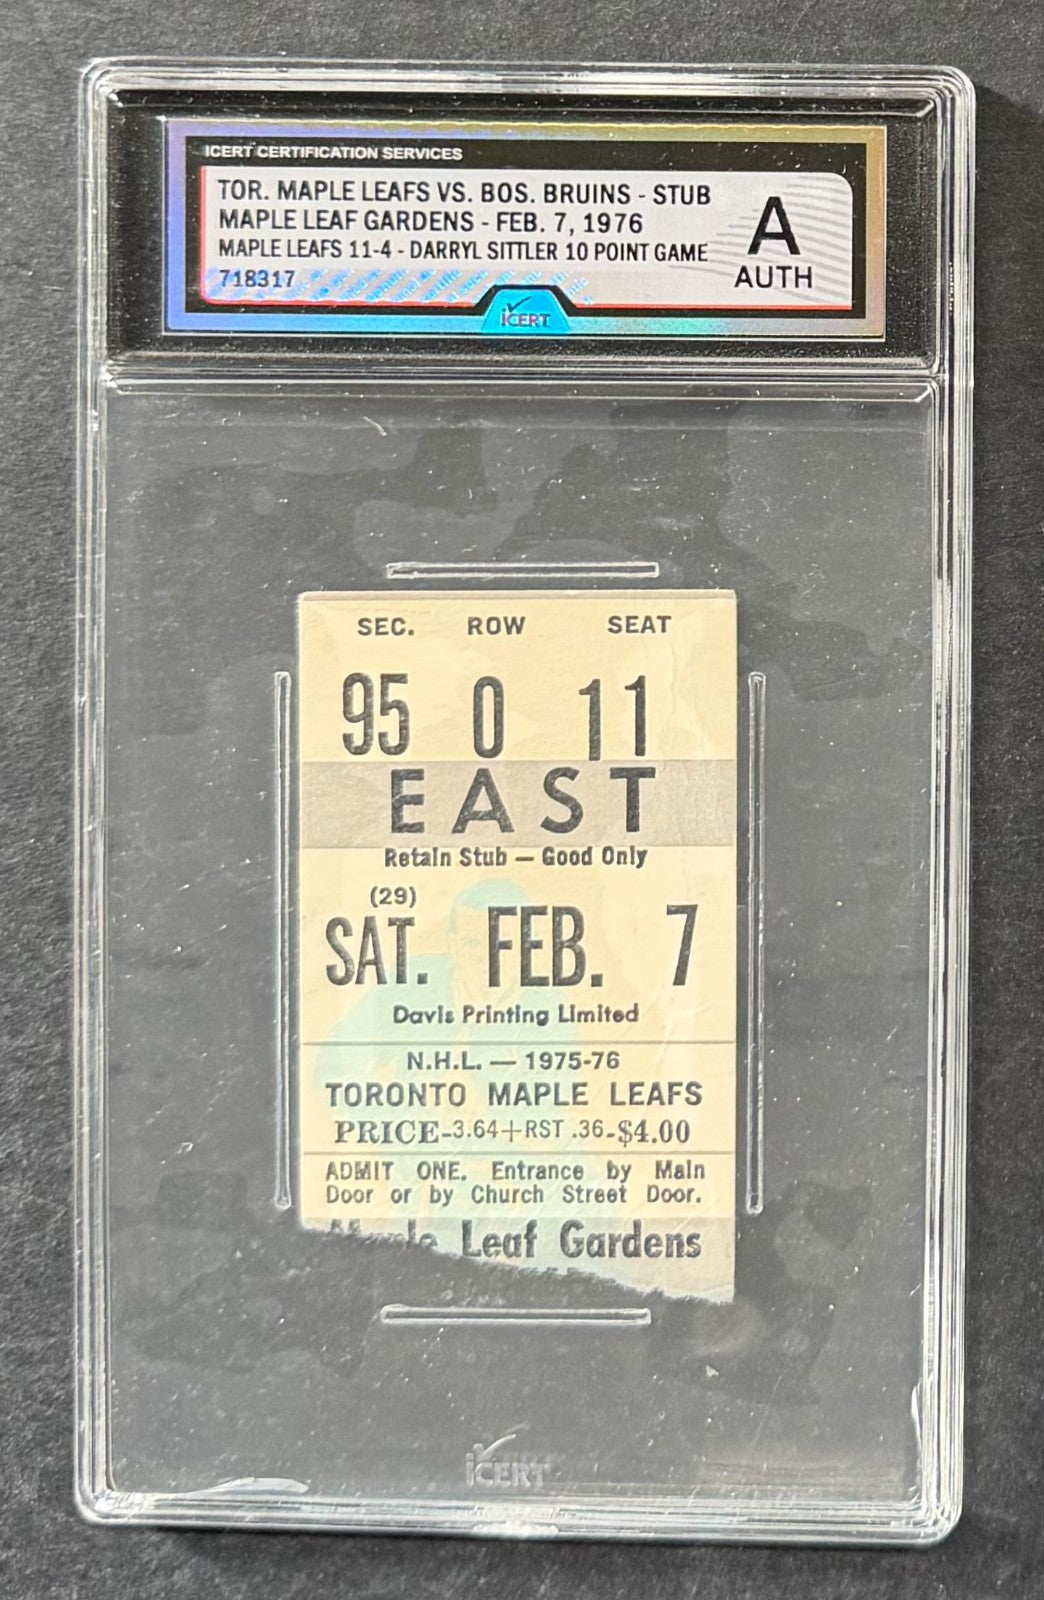 ICERT CERTIFICATION SERVICES
TOR. MAPLE LEAFS VS. BOS. BRUINS - STUB
MAPLE LEAF GARDENS - FEB. 7, 1976
MAPLE LEAFS 11-4 - DARRYL SITTLER 10 POINT GAME
718317
A
AUTH
iCERT
SEC. ROW SEAT
95 0 11
EAST
Retain Stub — Good Only
(29)
SAT. FEB. 7
Davis Printing Limited
N.H.L. — 1975-76
TORONTO MAPLE LEAFS
PRICE-3.64+RST .36-$4.00
ADMIT ONE. Entrance by Main
Door or by Church Street Door.
Maple Leaf Gardens
iCERT